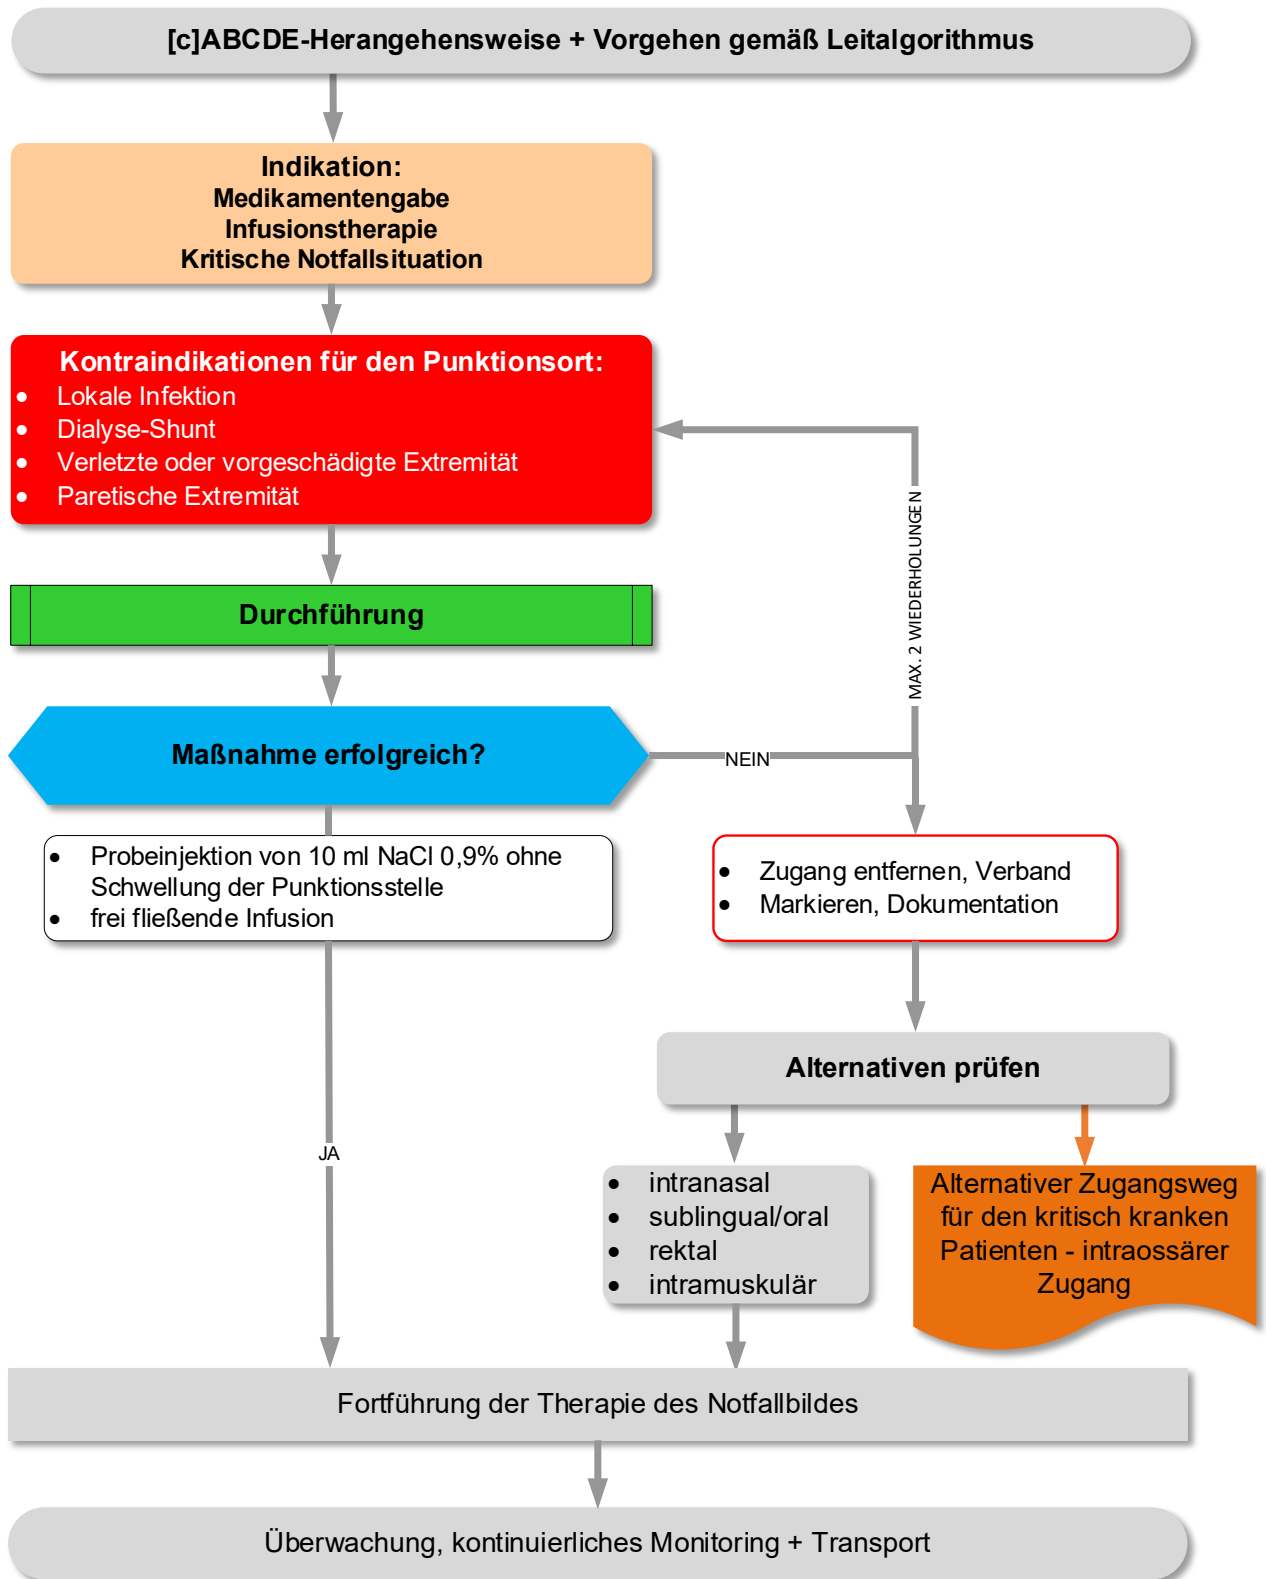 [c]ABCDE-Herangehensweise + Vorgehen gemäß Leitalgorithmus
Indikation:
Medikamentengabe
Infusionstherapie
Kritische Notfallsituation
Kontraindikationen für den Punktionsort:
• Lokale Infektion
• Dialyse-Shunt
• Verletzte oder vorgeschädigte Extremität
• Paretische Extremität
MAX. 2 WIEDERHOLUNGEN
Durchführung
Maßnahme erfolgreich?
NEIN
• Probeinjektion von 10 ml NaCl 0,9% ohne
Schwellung der Punktionsstelle
• frei fließende Infusion
• Zugang entfernen, Verband
• Markieren, Dokumentation
Alternativen prüfen
JA
• intranasal
• sublingual/oral
• rektal
• intramuskulär
Alternativer Zugangsweg
für den kritisch kranken
Patienten - intraossärer
Zugang
Fortführung der Therapie des Notfallbildes
Überwachung, kontinuierliches Monitoring + Transport